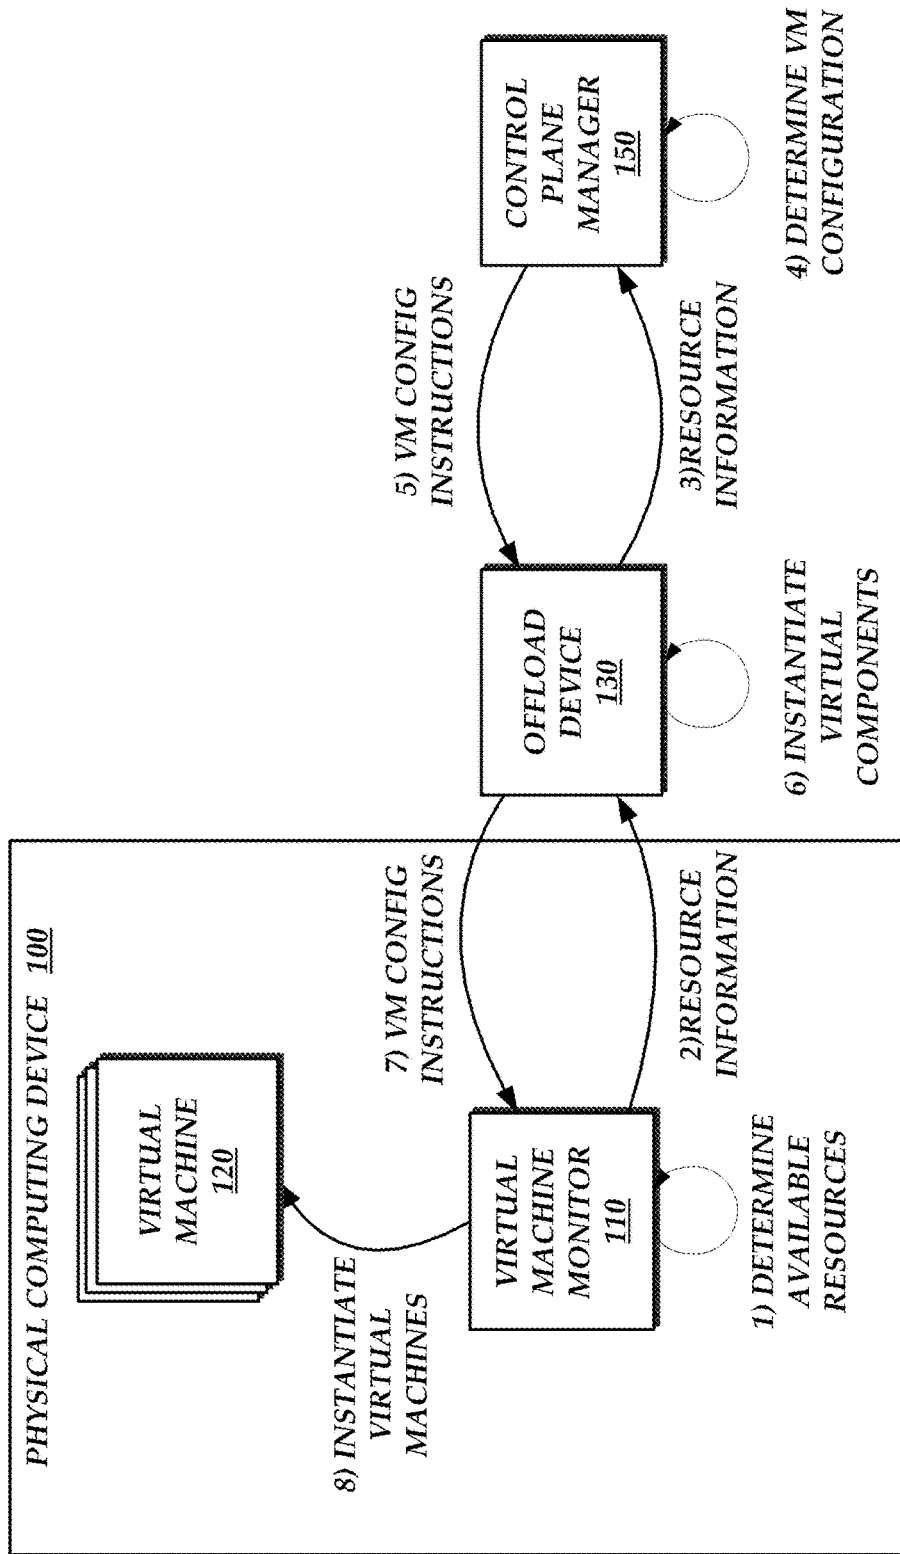 PHYSICAL COMPUTING DEVICE 100
VIRTUAL
MACHINE
120
8) INSTANTIATE
VIRTUAL
MACHINES
7) VM CONFIG
INSTRUCTIONS
5) VM CONFIG
INSTRUCTIONS
VIRTUAL
MACHINE
MONITOR
110
OFFLOAD
DEVICE
130
CONTROL
PLANE
MANAGER
150
2)RESOURCE
INFORMATION
3)RESOURCE
INFORMATION
1) DETERMINE
AVAILABLE
RESOURCES
6) INSTANTIATE
VIRTUAL
COMPONENTS
4) DETERMINE VM
CONFIGURATION